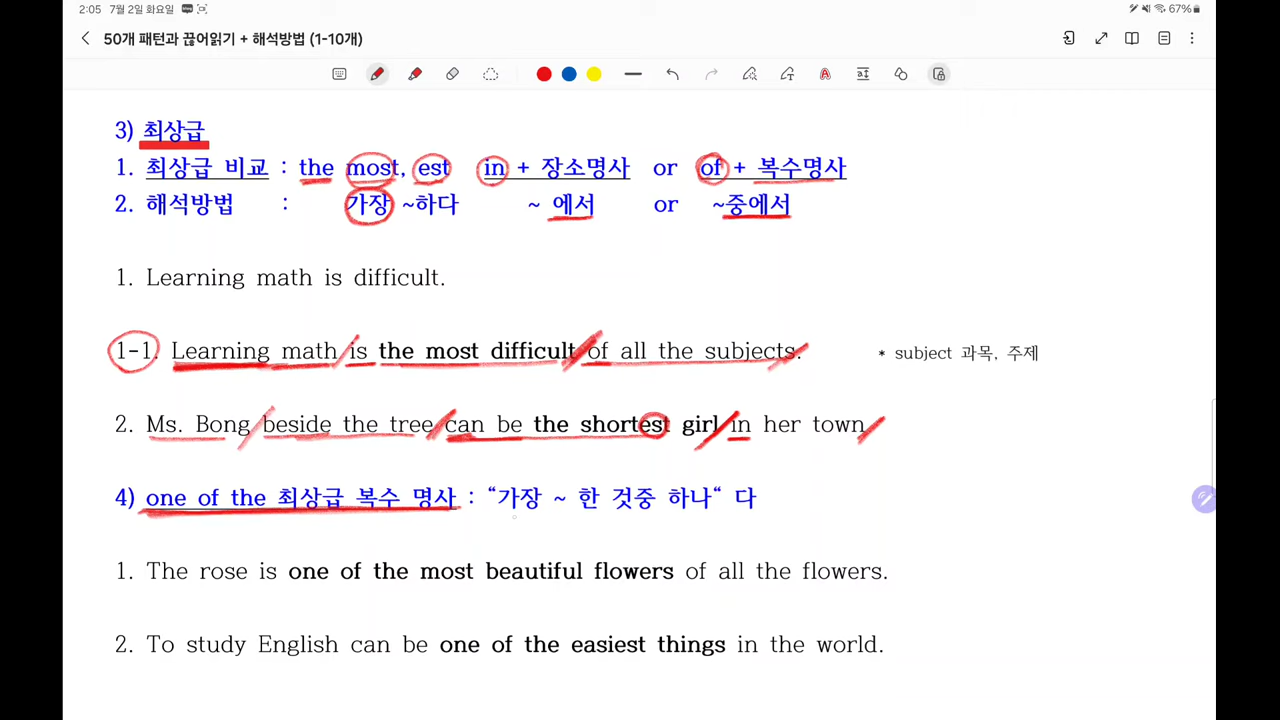 2:05 7월 2일 화요일 67%
50개 패턴과 끊어읽기 + 해석방법 (1-10개)
3) 최상급
1. 최상급 비교 : the most, est in + 장소명사 or of + 복수명사
2. 해석방법 : 가장 ~하다 ~ 에서 or ~중에서
1. Learning math is difficult.
1-1. Learning math is the most difficult of all the subjects. * subject 과목, 주제
2. Ms. Bong beside the tree can be the shortest girl in her town
4) one of the 최상급 복수 명사 : “가장 ~ 한 것중 하나“ 다
1. The rose is one of the most beautiful flowers of all the flowers.
2. To study English can be one of the easiest things in the world.